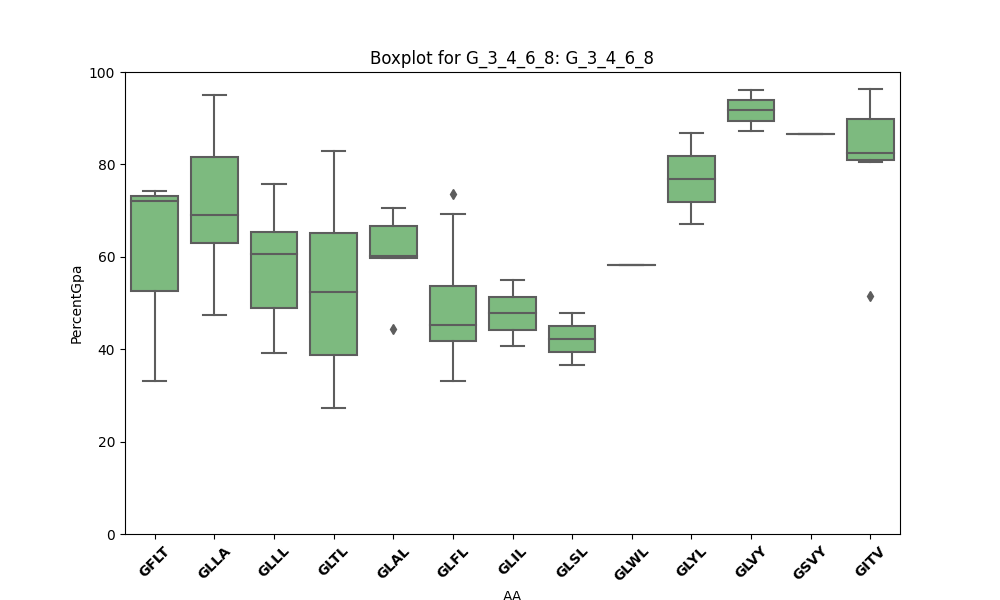 Boxplot for G_3_4_6_8: G_3_4_6_8
100
80
60
40
20
0
PercentGpa
GFLT
GLLA
GLLL
GLTL
GLAL
GLFL
GLIL
GLSL
GLWL
GLYL
GLVY
GSVY
GITV
AA